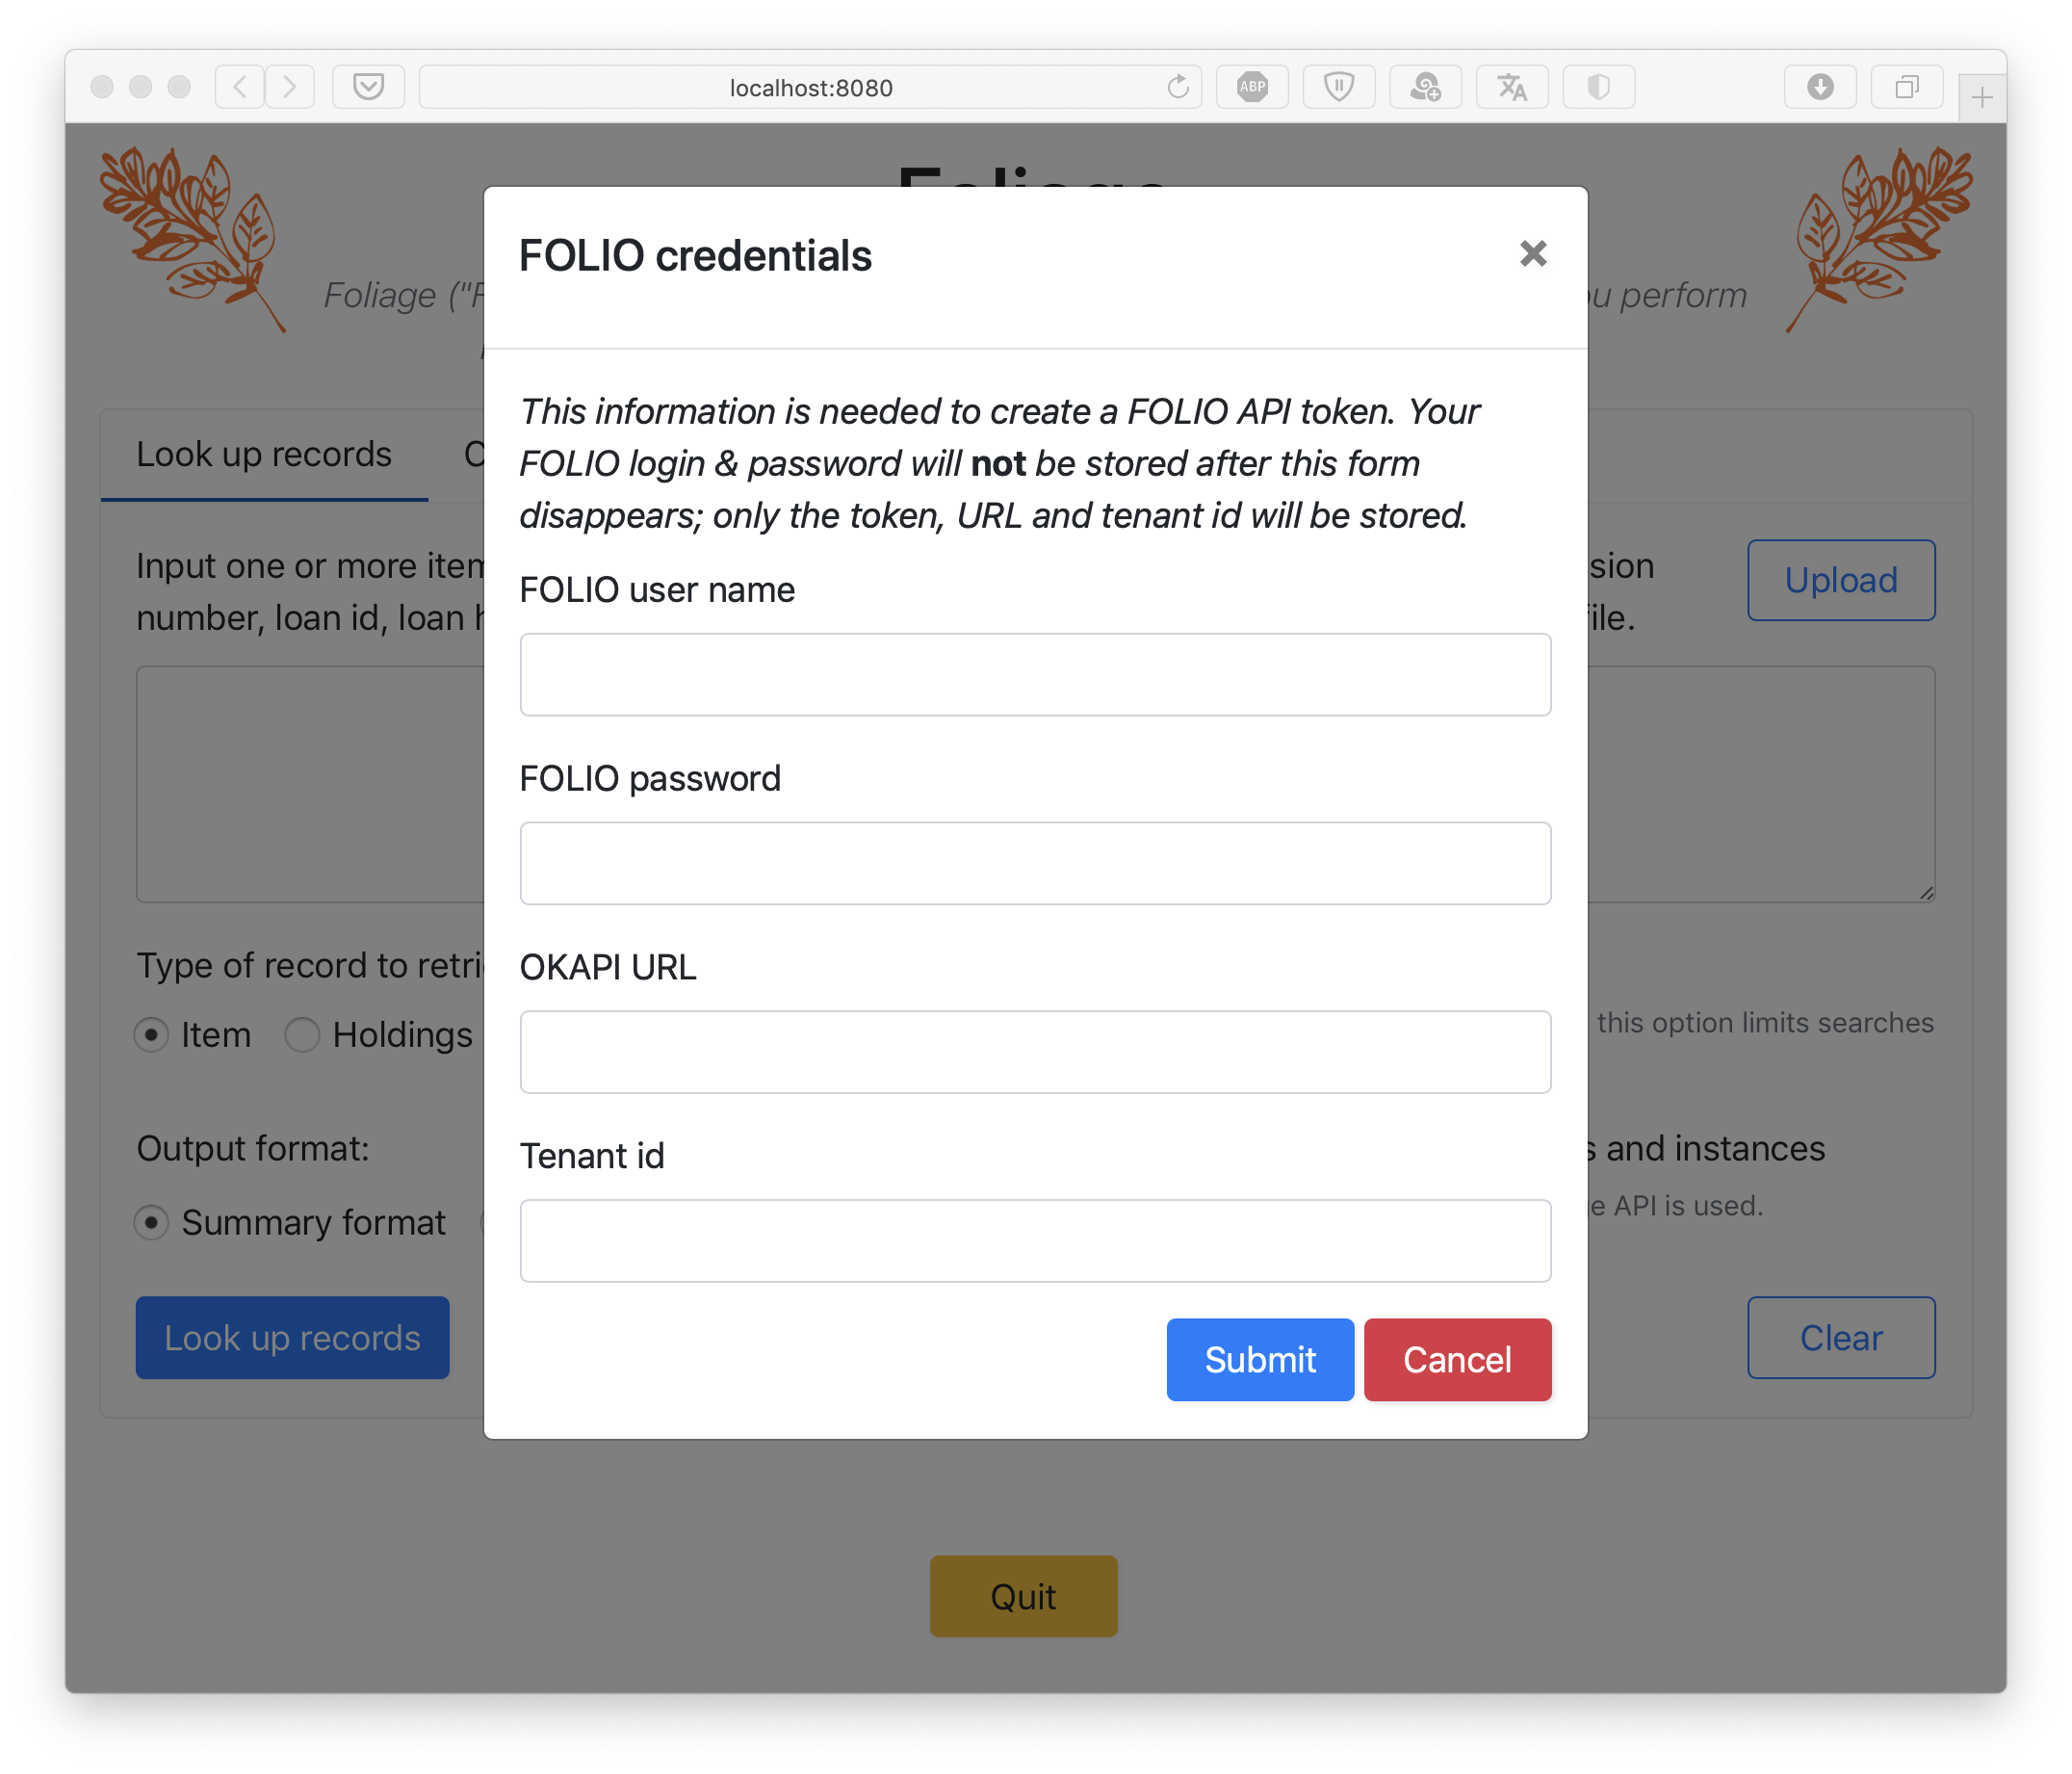 localhost:8080
ABP
FOLIO credentials
Foliage ("F
ou perform
This information is needed to create a FOLIO API token. Your
FOLIO login & password will not be stored after this form
disappears; only the token, URL and tenant id will be stored.
Look up records
Input one or more item
number, loan id, loan h
sion
file.
Upload
FOLIO user name
FOLIO password
OKAPI URL
Tenant id
Type of record to retri
Item
Holdings
this option limits searches
Output format:
s and instances
Summary format
e API is used.
Look up records
Submit
Cancel
Clear
Quit